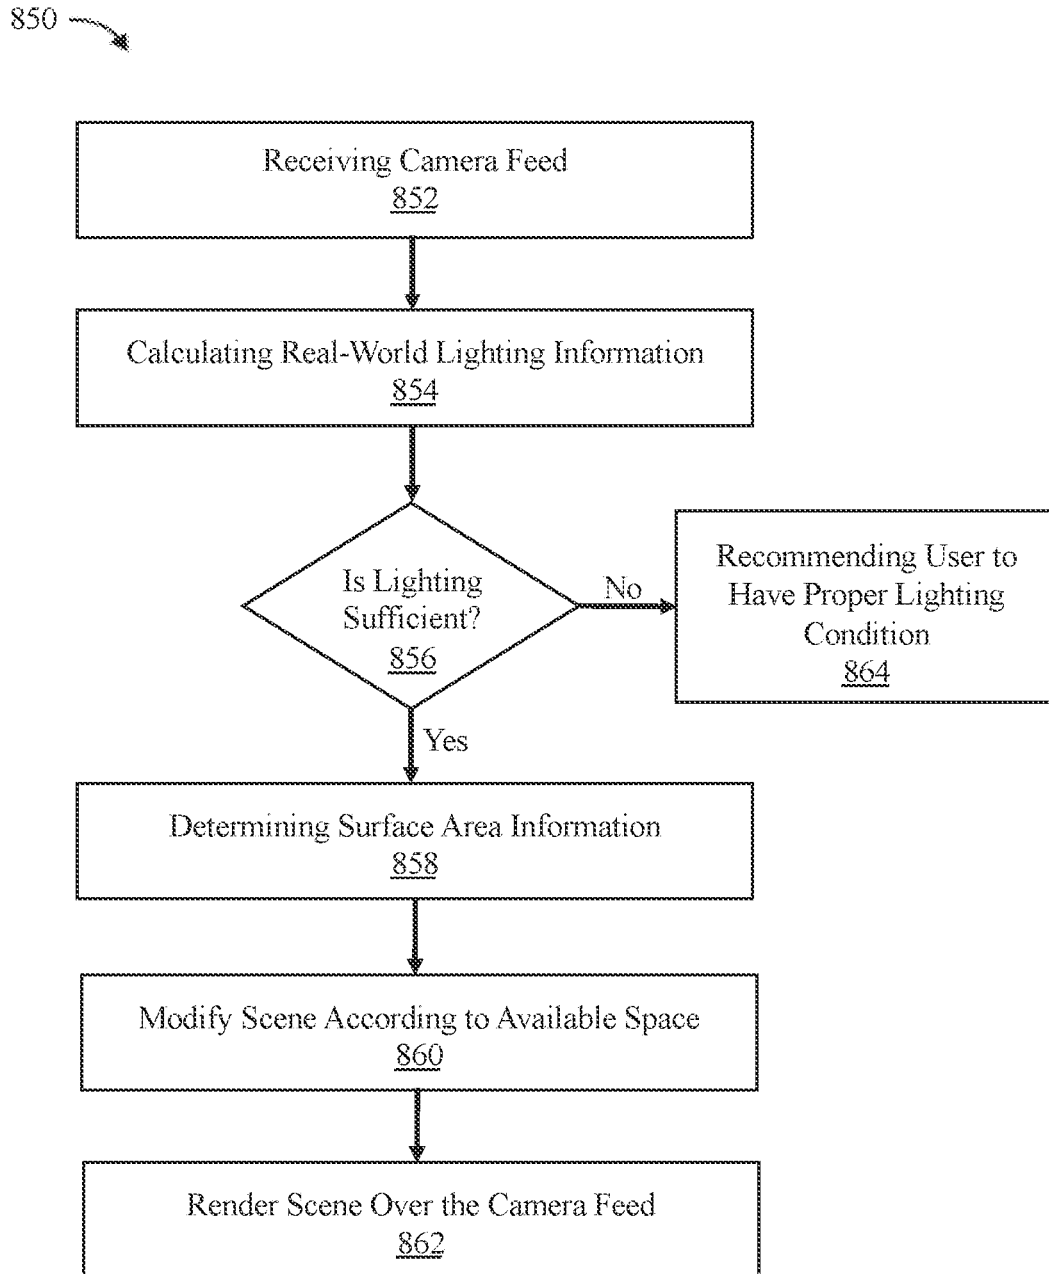 850
Receiving Camera Feed
852
Calculating Real-World Lighting Information
854
Is Lighting
Sufficient?
856
No
Recommending User to
Have Proper Lighting
Condition
864
Yes
Determining Surface Area Information
858
Modify Scene According to Available Space
860
Render Scene Over the Camera Feed
862